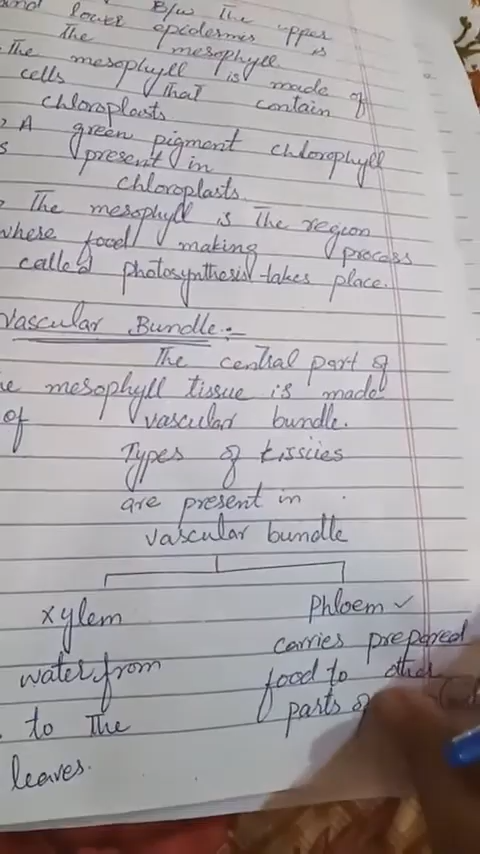 and lower B/w The upper
epidermis is
The mesophyll.
The mesophyll is made of
cells that contain
chloroplasts
2 A green pigment chlorophyll
s present in
chloroplasts.
The mesophyll is The region
where food making process
called photosynthesis takes place.
Vascular Bundle:-
The central part of
mesophyll tissue is made
of vascular bundle.
Types of tissues
are present in
vascular bundle
xylem Phloem ✓
carries prepared
water from food to other
to The parts of
leaves.